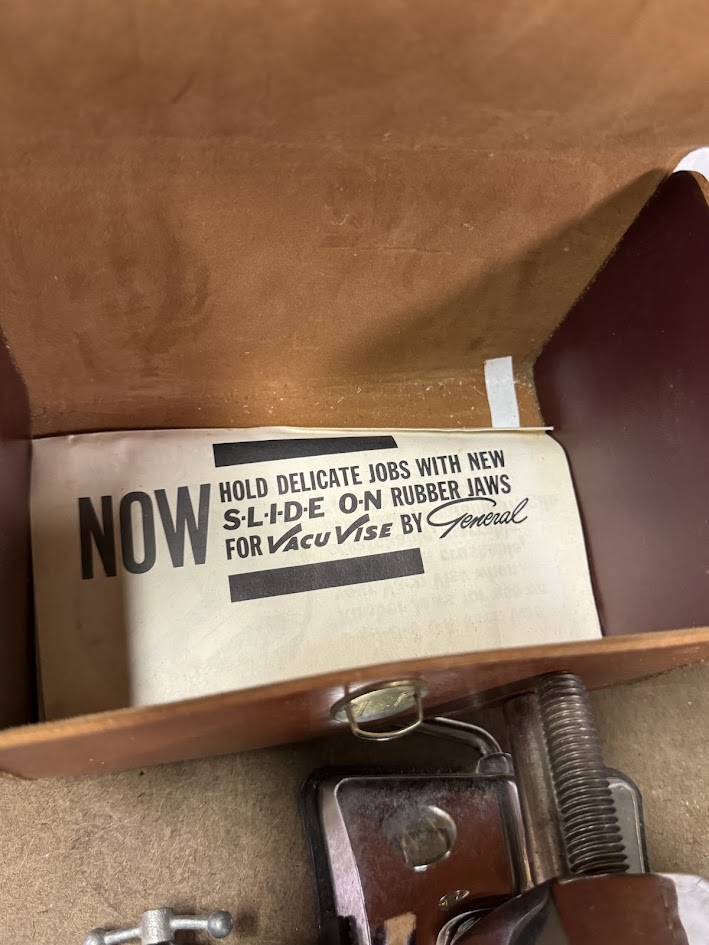 NOW
HOLD DELICATE JOBS WITH NEW
S·L·I·D·E O·N RUBBER JAWS
FOR VACU VISE BY General